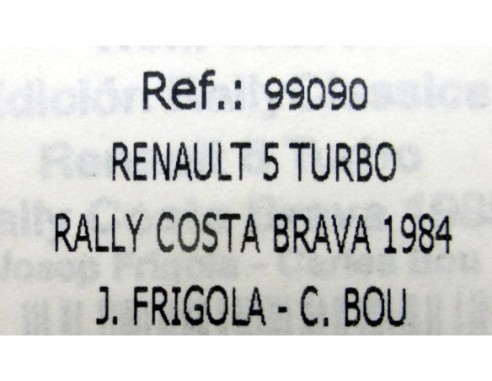 Ref.: 99090
RENAULT 5 TURBO
RALLY COSTA BRAVA 1984
J. FRIGOLA - C. BOU